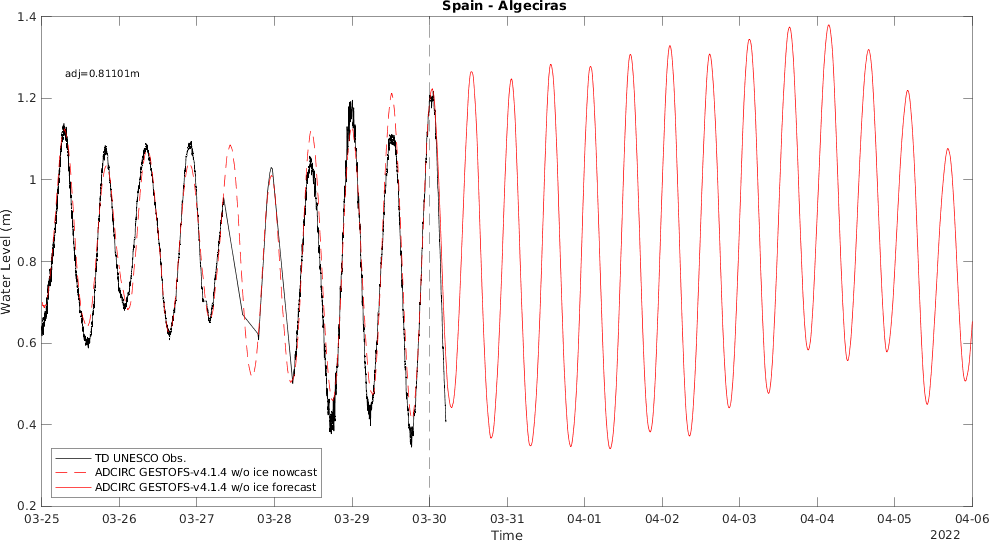 Spain - Algeciras
1.4
adj=0.81101m
1.2
1
0.8
0.6
0.4
0.2
Water Level (m)
TD UNESCO Obs.
ADCIRC GESTOFS-v4.1.4 w/o ice nowcast
ADCIRC GESTOFS-v4.1.4 w/o ice forecast
03-25 03-26 03-27 03-28 03-29 03-30 03-31 04-01 04-02 04-03 04-04 04-05 04-06
Time
2022